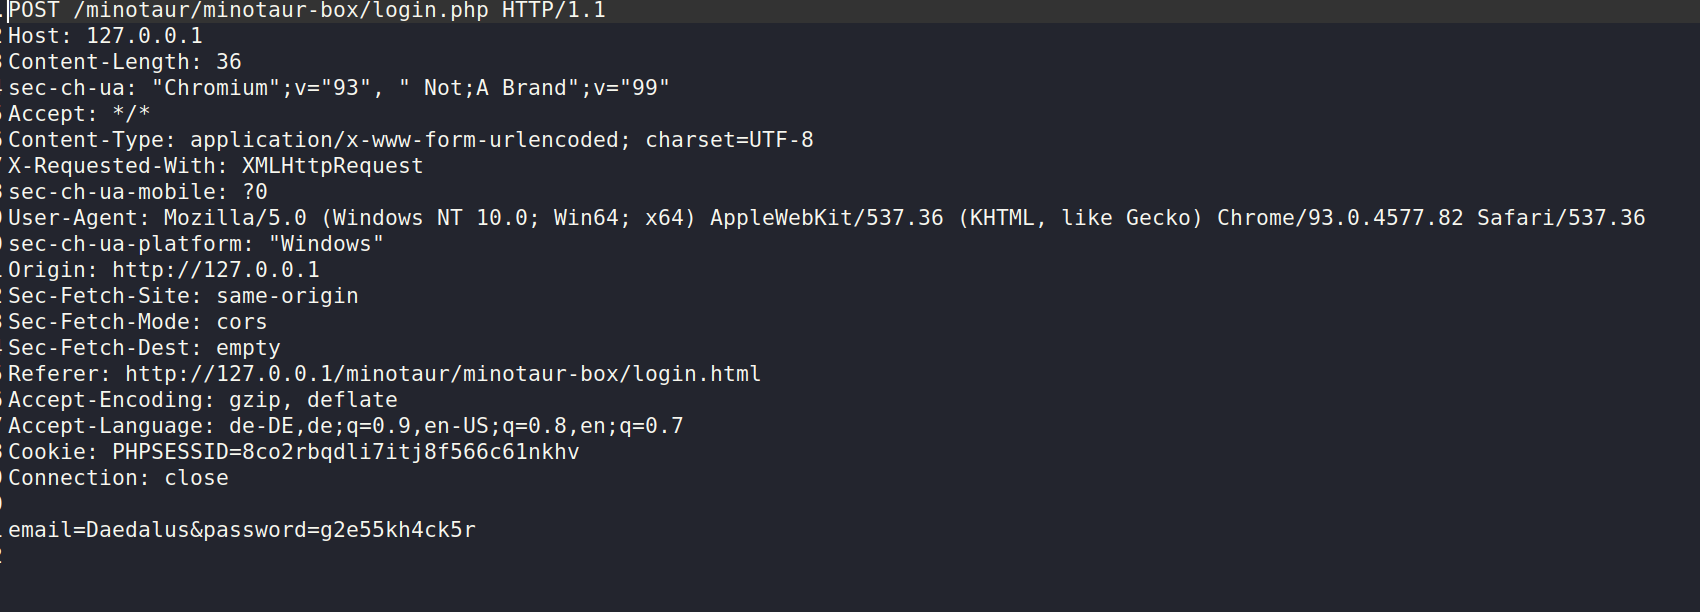 POST /minotaur/minotaur-box/login.php HTTP/1.1
Host: 127.0.0.1
Content-Length: 36
sec-ch-ua: "Chromium";v="93", " Not;A Brand";v="99"
Accept: */*
Content-Type: application/x-www-form-urlencoded; charset=UTF-8
X-Requested-With: XMLHttpRequest
sec-ch-ua-mobile: ?0
User-Agent: Mozilla/5.0 (Windows NT 10.0; Win64; x64) AppleWebKit/537.36 (KHTML, like Gecko) Chrome/93.0.4577.82 Safari/537.36
sec-ch-ua-platform: "Windows"
Origin: http://127.0.0.1
Sec-Fetch-Site: same-origin
Sec-Fetch-Mode: cors
Sec-Fetch-Dest: empty
Referer: http://127.0.0.1/minotaur/minotaur-box/login.html
Accept-Encoding: gzip, deflate
Accept-Language: de-DE,de;q=0.9,en-US;q=0.8,en;q=0.7
Cookie: PHPSESSID=8co2rbqdli7itj8f566c61nkhv
Connection: close

email=Daedalus&password=g2e55kh4ck5r